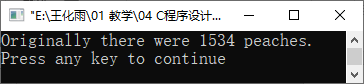 "E:\王化雨\01 教学\04 C程序设计...
Originally there were 1534 peaches.
Press any key to continue